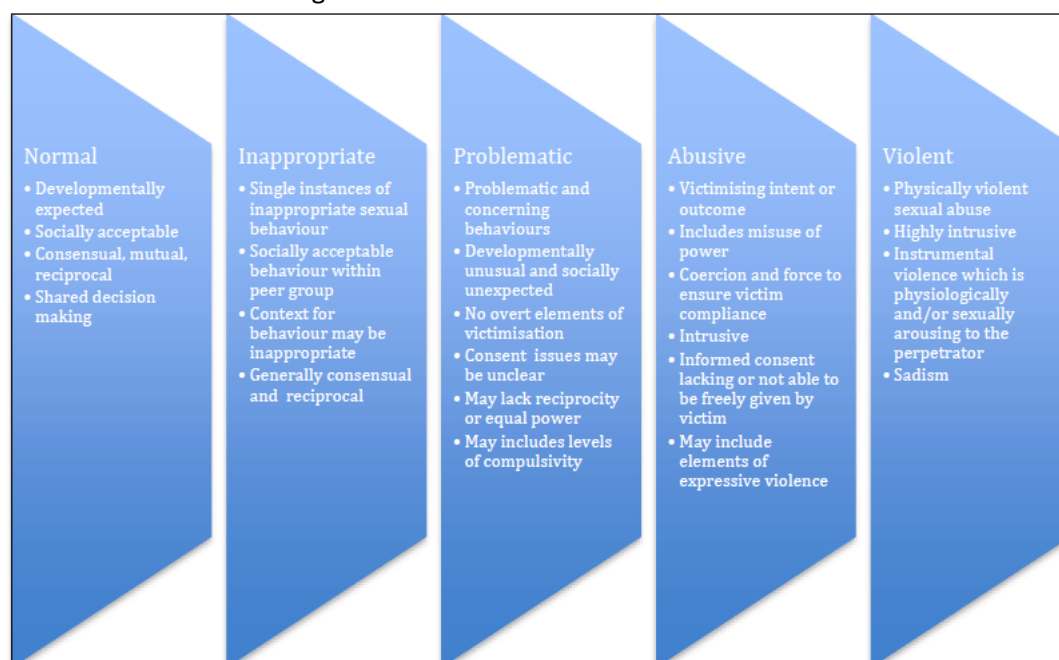 Normal
• Developmentally
expected
• Socially acceptable
• Consensual, mutual,
reciprocal
• Shared decision
making
Inappropriate
• Single instances of
inappropriate sexual
behaviour
• Socially acceptable
behaviour within
peer group
• Context for
behaviour may be
inappropriate
• Generally consensual
and reciprocal
Problematic
• Problematic and
concerning
behaviours
• Developmentally
unusual and socially
unexpected
• No overt elements of
victimisation
• Consent issues may
be unclear
• May lack reciprocity
or equal power
• May includes levels
of compulsivity
Abusive
• Victimising intent or
outcome
• Includes misuse of
power
• Coercion and force to
ensure victim
compliance
• Intrusive
• Informed consent
lacking or not able to
be freely given by
victim
• May include
elements of
expressive violence
Violent
• Physically violent
sexual abuse
• Highly intrusive
• Instrumental
violence which is
physiologically
and/or sexually
arousing to the
perpetrator
• Sadism